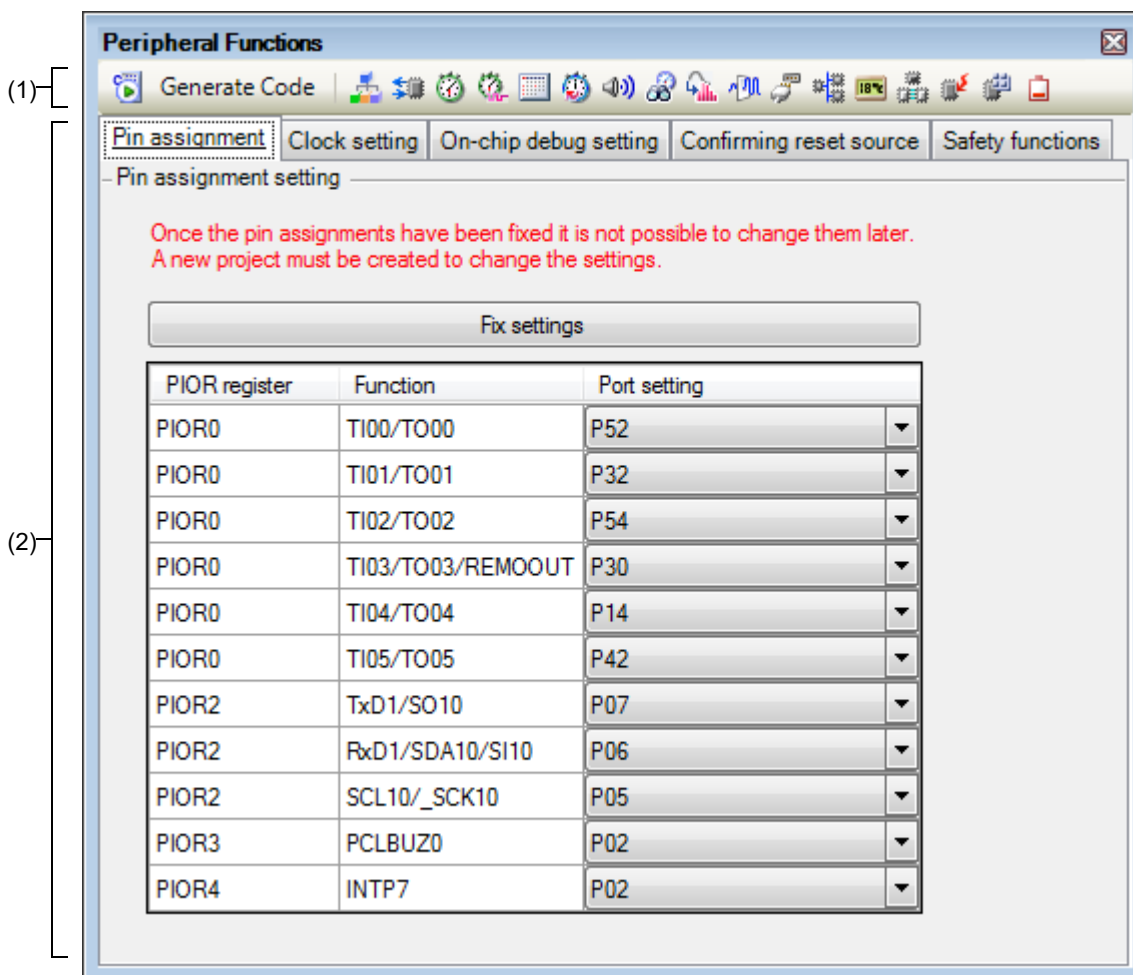 Peripheral Functions
(1)
Generate Code
18℃
Pin assignment Clock setting On-chip debug setting Confirming reset source Safety functions
Pin assignment setting
Once the pin assignments have been fixed it is not possible to change them later.
A new project must be created to change the settings.
Fix settings
PIOR register Function Port setting
PIOR0 TI00/TO00 P52
PIOR0 TI01/TO01 P32
PIOR0 TI02/TO02 P54
(2)
PIOR0 TI03/TO03/REMOOUT P30
PIOR0 TI04/TO04 P14
PIOR0 TI05/TO05 P42
PIOR2 TxD1/SO10 P07
PIOR2 RxD1/SDA10/SI10 P06
PIOR2 SCL10/_SCK10 P05
PIOR3 PCLBUZ0 P02
PIOR4 INTP7 P02